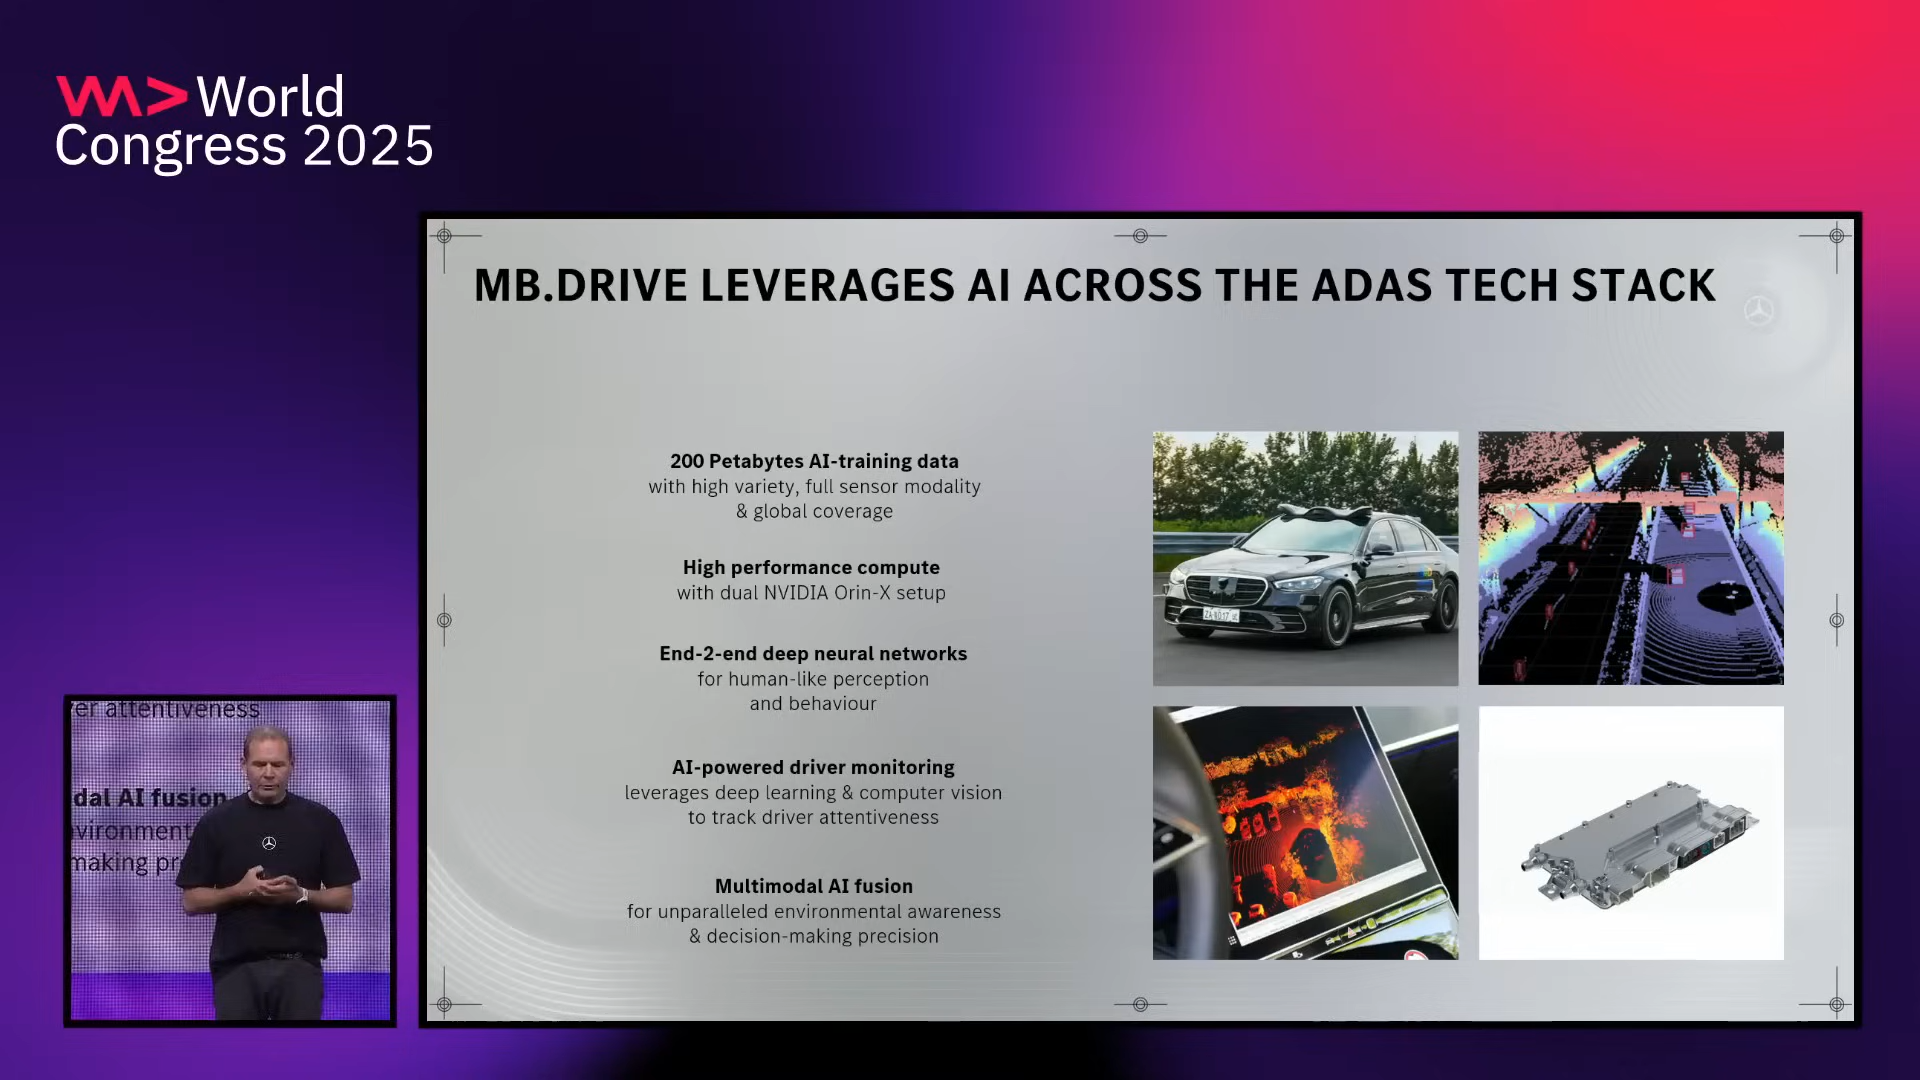 WA>World
Congress 2025
MB.DRIVE LEVERAGES AI ACROSS THE ADAS TECH STACK
200 Petabytes AI-training data
with high variety, full sensor modality
& global coverage
High performance compute
with dual NVIDIA Orin-X setup
End-2-end deep neural networks
for human-like perception
and behaviour
AI-powered driver monitoring
leverages deep learning & computer vision
to track driver attentiveness
Multimodal AI fusion
for unparalleled environmental awareness
& decision-making precision
er attentiveness
dal AI fusion
vironment
making pr